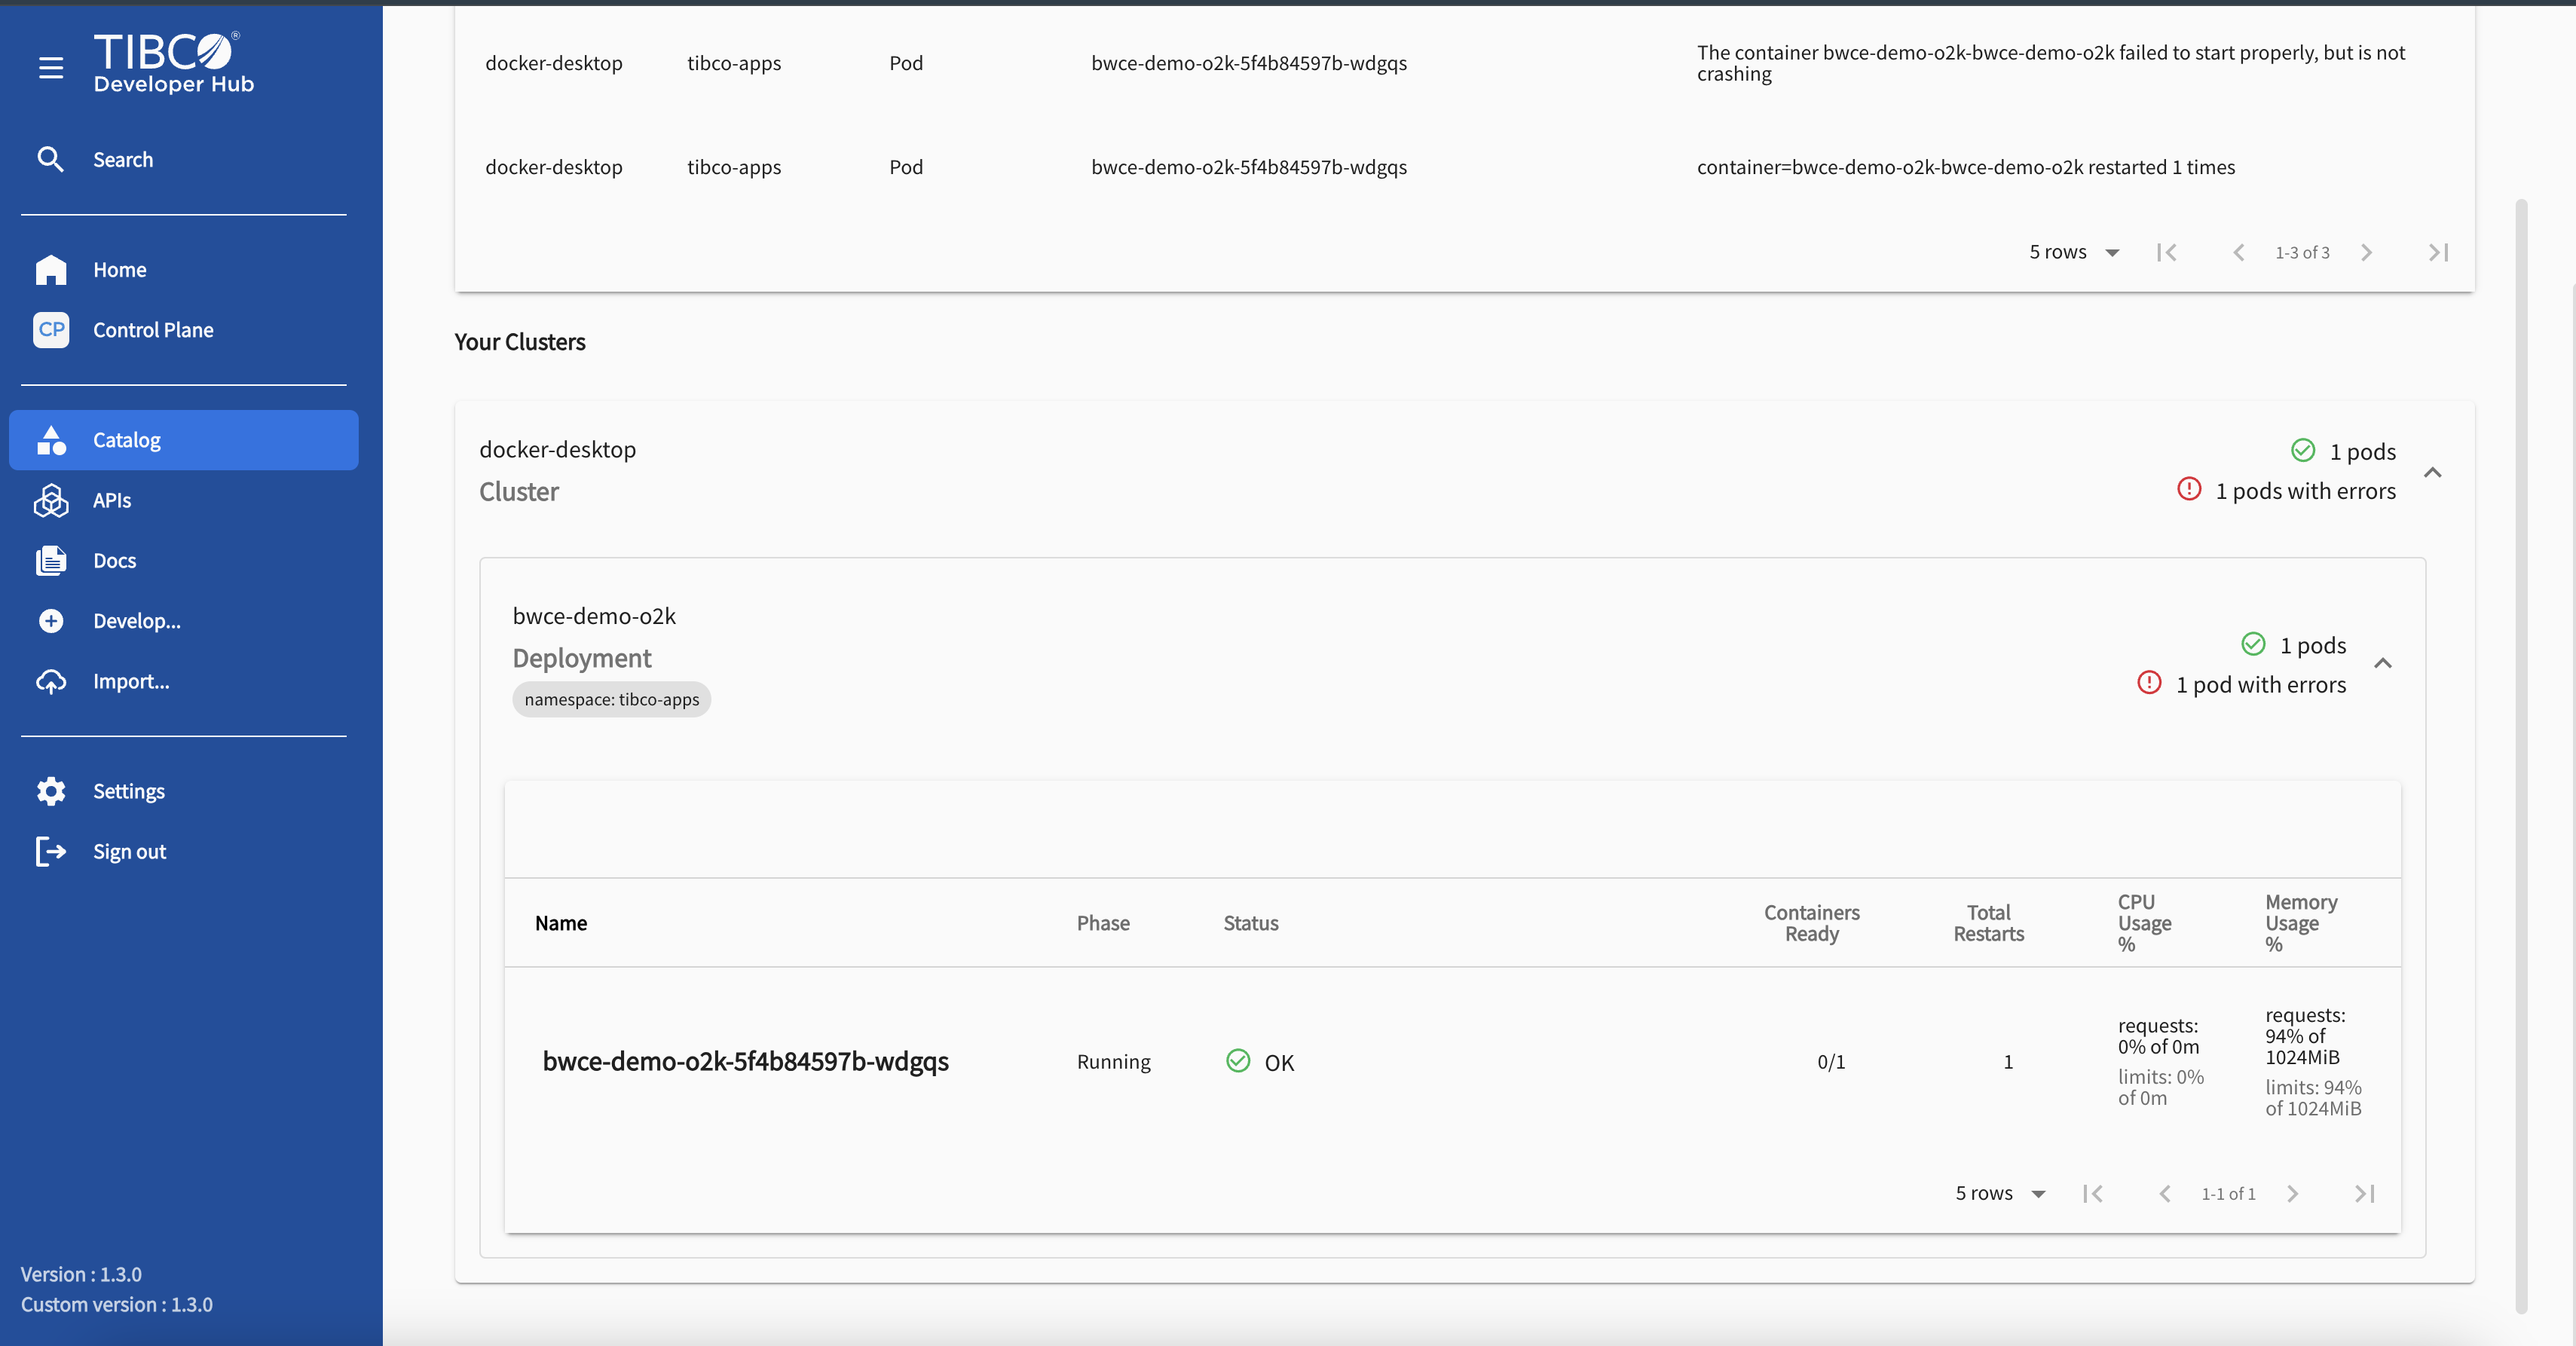 TIBCO®
Developer Hub
Search
Home
CP Control Plane
Catalog
APIs
Docs
Develop...
Import...
Settings
Sign out
Version : 1.3.0
Custom version : 1.3.0
docker-desktop tibco-apps Pod bwce-demo-o2k-5f4b84597b-wdgqs The container bwce-demo-o2k-bwce-demo-o2k failed to start properly, but is not
crashing
docker-desktop tibco-apps Pod bwce-demo-o2k-5f4b84597b-wdgqs container=bwce-demo-o2k-bwce-demo-o2k restarted 1 times
5 rows 1-3 of 3
Your Clusters
docker-desktop
Cluster
1 pods
1 pods with errors
bwce-demo-o2k
Deployment
namespace: tibco-apps
1 pods
1 pod with errors
Name
Phase
Status
Containers
Ready
Total
Restarts
CPU
Usage
%
Memory
Usage
%
bwce-demo-o2k-5f4b84597b-wdgqs
Running
OK
0/1
1
requests:
0% of 0m
limits: 0%
of 0m
requests:
94% of
1024MiB
limits: 94%
of 1024MiB
5 rows 1-1 of 1